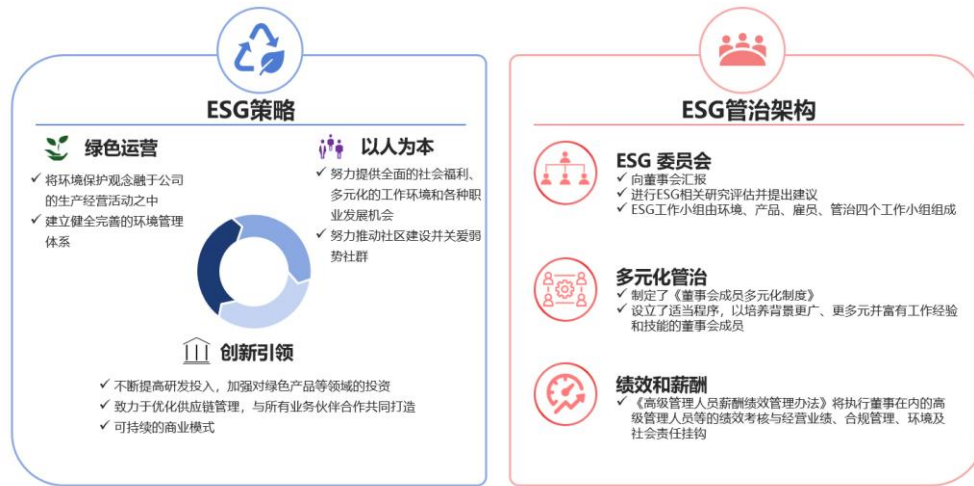 ESG策略
绿色运营
✓ 将环境保护观念融于公司
的生产经营活动之中
✓ 建立健全完善的环境管理
体系
以人为本
✓ 努力提供全面的社会福利、
多元化的工作环境和各种职
业发展机会
✓ 努力推动社区建设并关爱弱
势社群
创新引领
✓ 不断提高研发投入，加强对绿色产品等领域的投资
✓ 致力于优化供应链管理，与所有业务伙伴合作共同打造
✓ 可持续的商业模式
ESG管治架构
ESG 委员会
✓ 向董事会汇报
✓ 进行ESG相关研究评估并提出建议
✓ ESG工作小组由环境、产品、雇员、管治四个工作小组组成
多元化管治
✓ 制定了《董事会成员多元化制度》
✓ 设立了适当程序，以培养背景更广、更多元并富有工作经验
和技能的董事会成员
绩效和薪酬
✓ 《高级管理人员薪酬绩效管理办法》将执行董事在内的高
级管理人员等的绩效考核与经营业绩、合规管理、环境及
社会责任挂钩